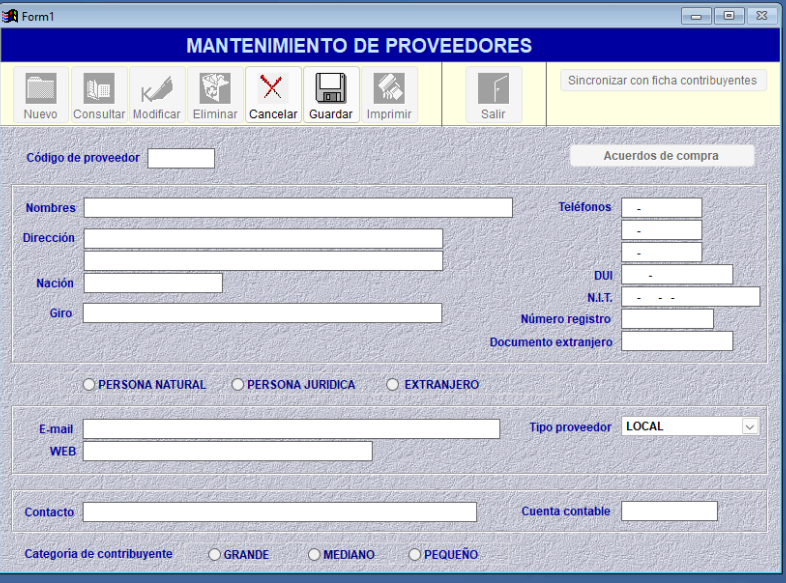 Form1
MANTENIMIENTO DE PROVEEDORES
Nuevo Consultar Modificar Eliminar Cancelar Guardar Imprimir Salir Sincronizar con ficha contribuyentes
Código de proveedor Acuerdos de compra
Nombres Teléfonos -
Dirección -
-
Nación DUI -
N.I.T. - - -
Giro Número registro
Documento extranjero
PERSONA NATURAL PERSONA JURIDICA EXTRANJERO
E-mail Tipo proveedor LOCAL
WEB
Contacto Cuenta contable
Categoria de contribuyente GRANDE MEDIANO PEQUEÑO